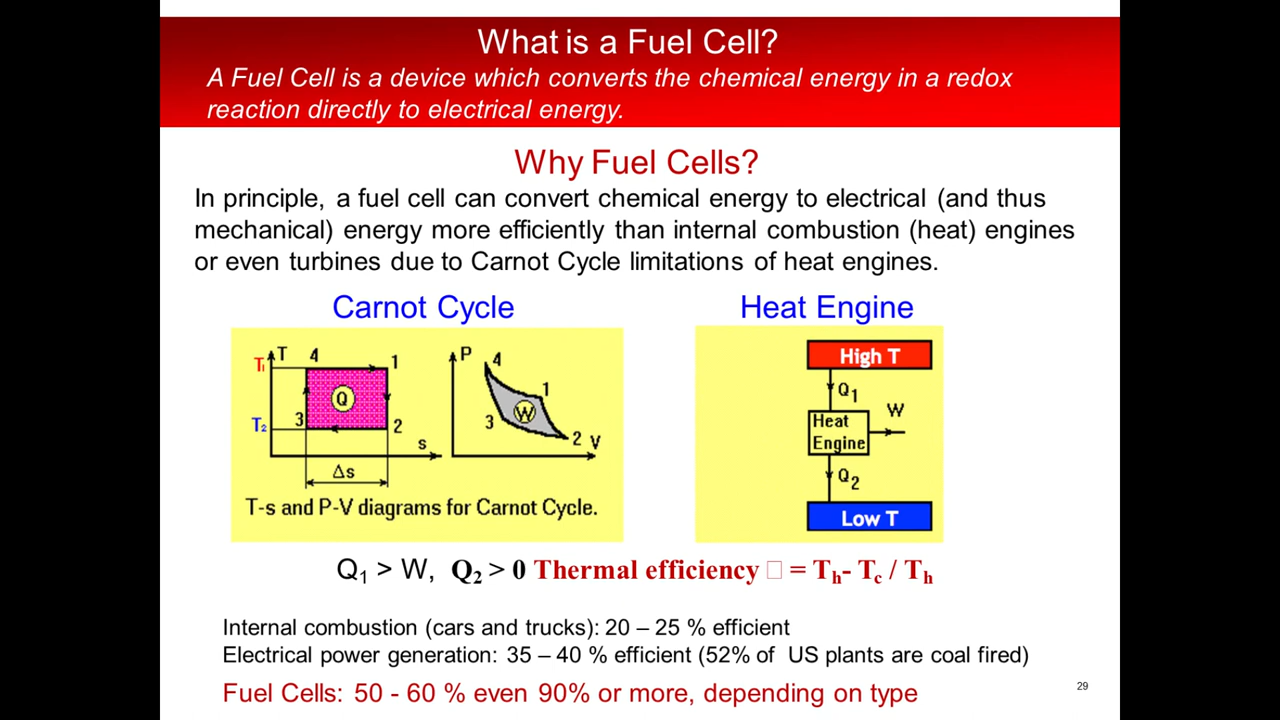 What is a Fuel Cell?
A Fuel Cell is a device which converts the chemical energy in a redox
reaction directly to electrical energy.
Why Fuel Cells?
In principle, a fuel cell can convert chemical energy to electrical (and thus
mechanical) energy more efficiently than internal combustion (heat) engines
or even turbines due to Carnot Cycle limitations of heat engines.
Carnot Cycle
T₁
T
4
1
Q
T₂
3
2
s
Δs
P
4
1
W
3
2
V
T-s and P-V diagrams for Carnot Cycle.
Heat Engine
High T
Q₁
Heat
Engine
W
Q₂
Low T
Q₁ > W, Q₂ > 0 Thermal efficiency □ = Tₕ- T꜀ / Tₕ
Internal combustion (cars and trucks): 20 – 25 % efficient
Electrical power generation: 35 – 40 % efficient (52% of US plants are coal fired)
Fuel Cells: 50 - 60 % even 90% or more, depending on type
29